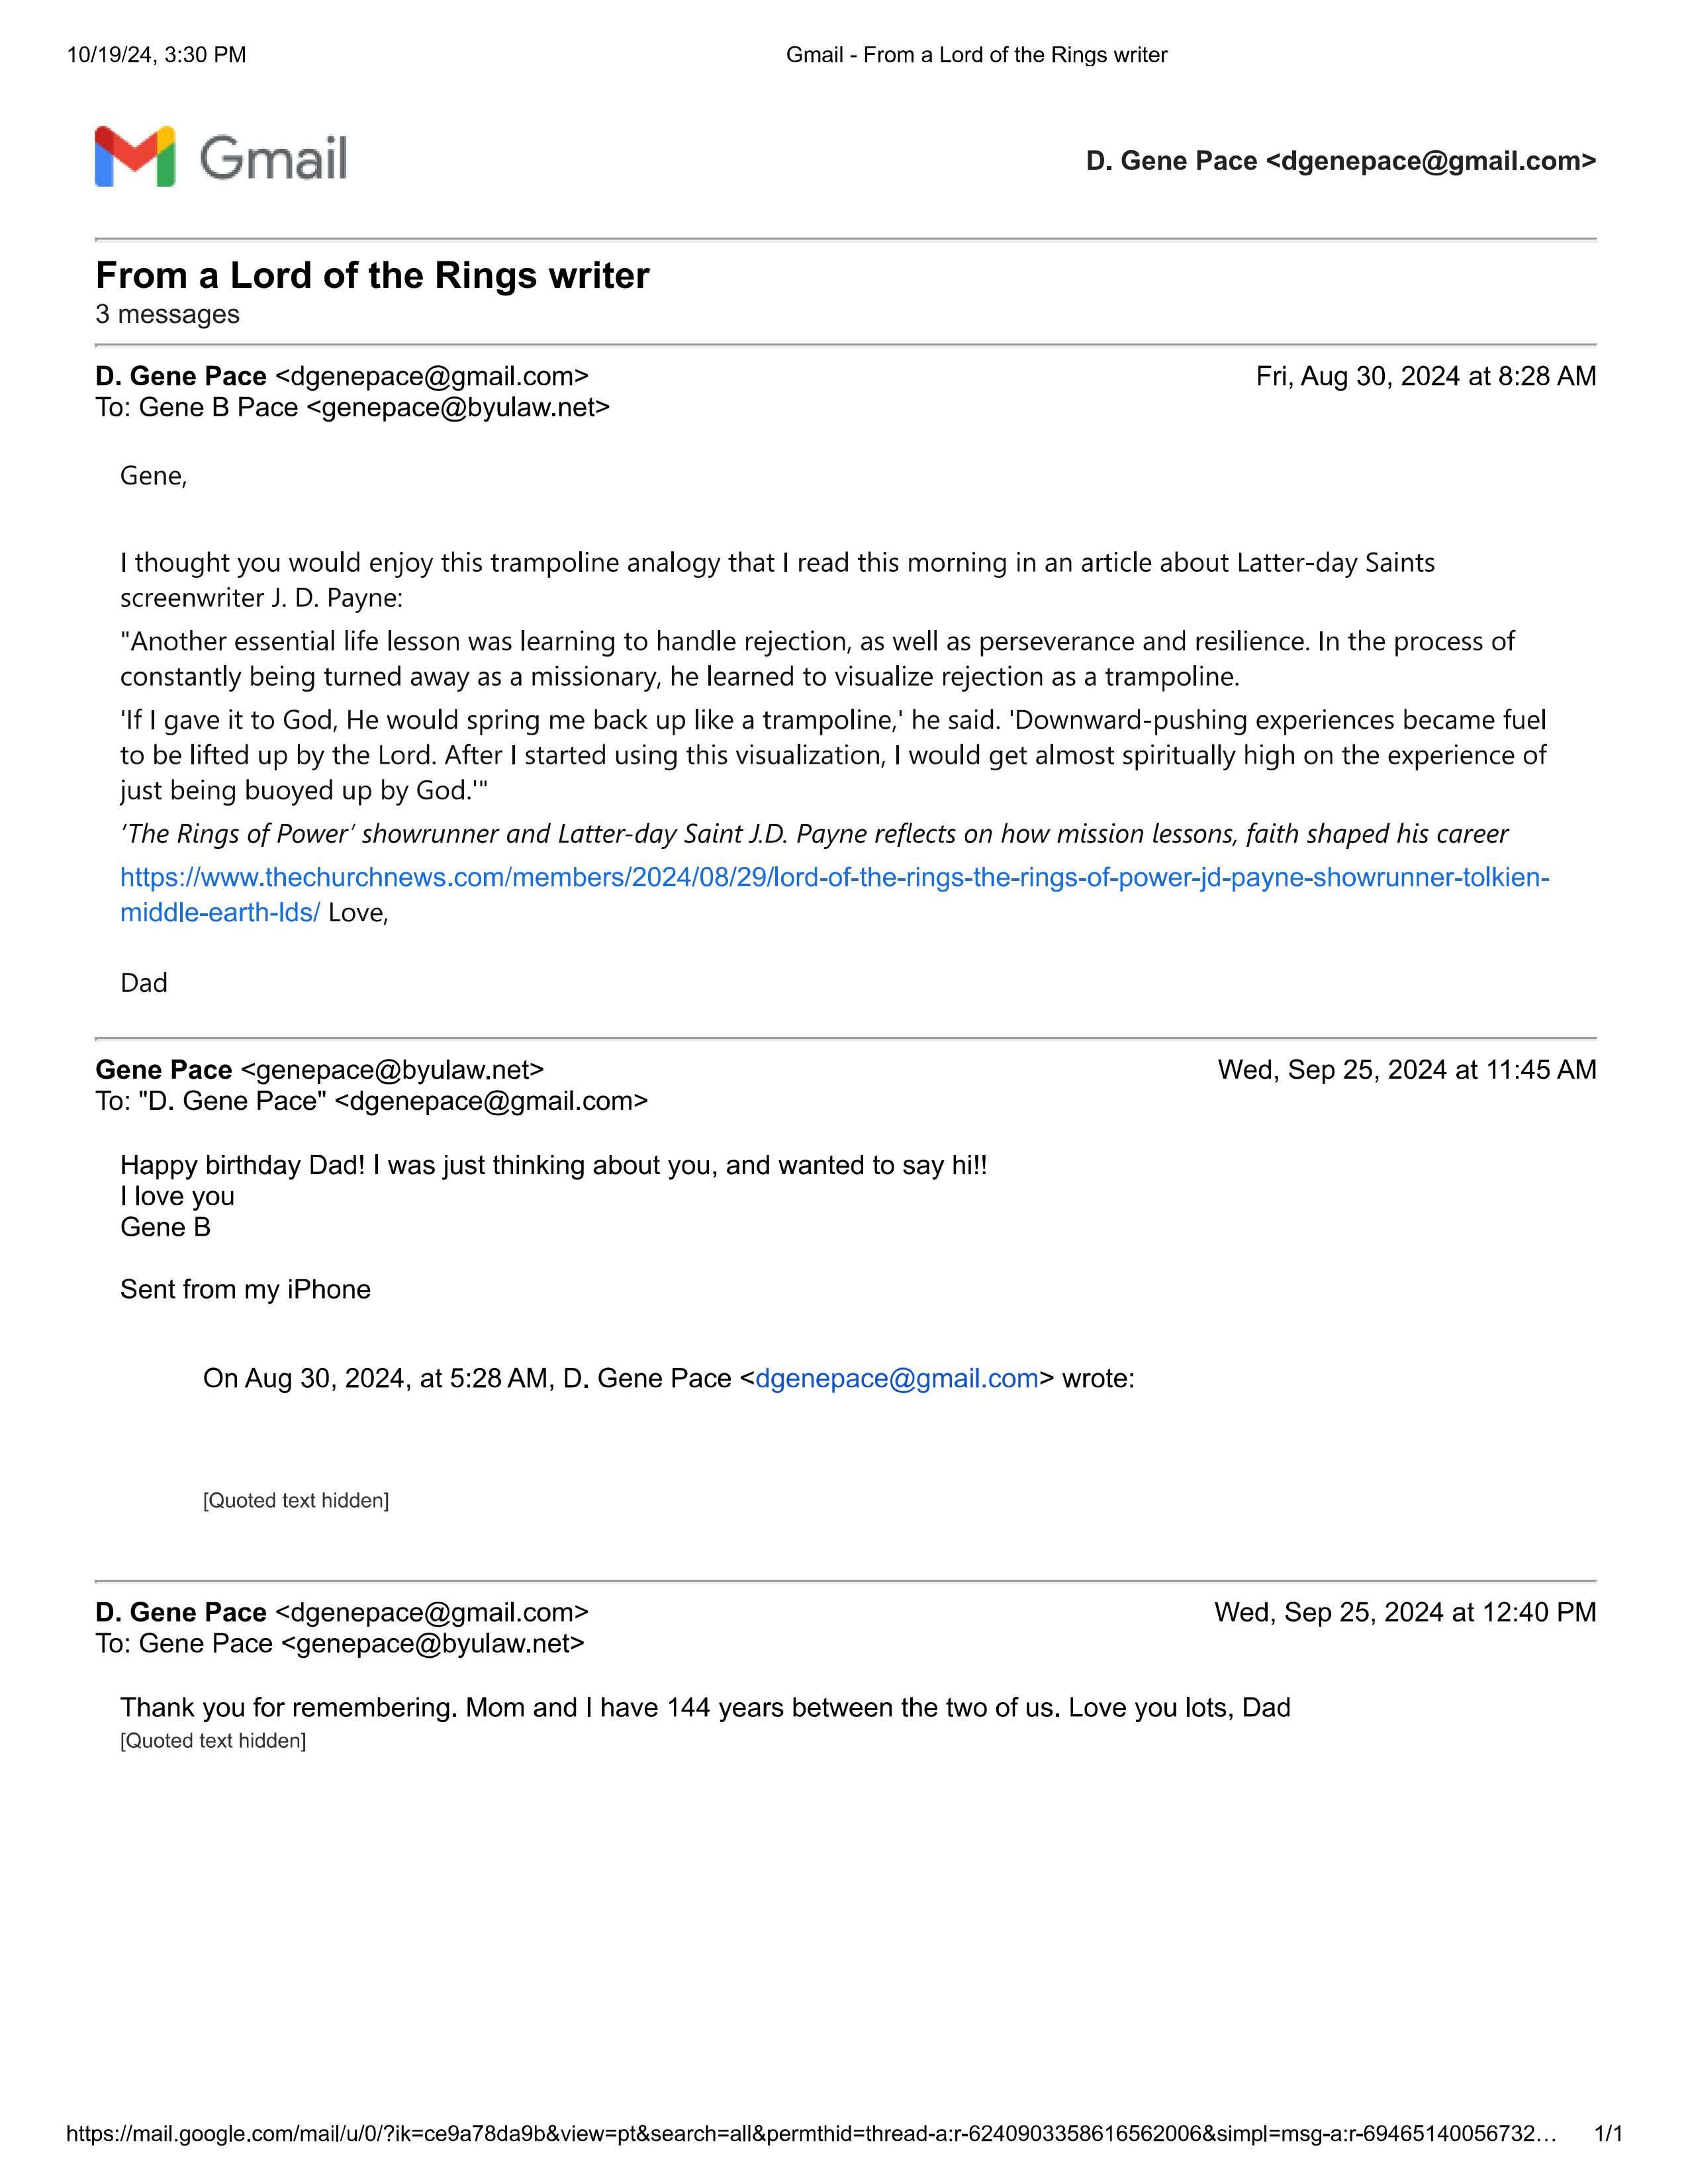 10/19/24, 3:30 PM
Gmail - From a Lord of the Rings writer
Gmail
D. Gene Pace <dgenepace@gmail.com>
From a Lord of the Rings writer
3 messages
D. Gene Pace <dgenepace@gmail.com>
Fri, Aug 30, 2024 at 8:28 AM
To: Gene B Pace <genepace@byulaw.net>
Gene,
I thought you would enjoy this trampoline analogy that I read this morning in an article about Latter-day Saints
screenwriter J. D. Payne:
"Another essential life lesson was learning to handle rejection, as well as perseverance and resilience. In the process of
constantly being turned away as a missionary, he learned to visualize rejection as a trampoline.
'If I gave it to God, He would spring me back up like a trampoline,' he said. 'Downward-pushing experiences became fuel
to be lifted up by the Lord. After I started using this visualization, I would get almost spiritually high on the experience of
just being buoyed up by God.'"
‘The Rings of Power’ showrunner and Latter-day Saint J.D. Payne reflects on how mission lessons, faith shaped his career
https://www.thechurchnews.com/members/2024/08/29/lord-of-the-rings-the-rings-of-power-jd-payne-showrunner-tolkien-
middle-earth-lds/ Love,
Dad
Gene Pace <genepace@byulaw.net>
Wed, Sep 25, 2024 at 11:45 AM
To: "D. Gene Pace" <dgenepace@gmail.com>
Happy birthday Dad! I was just thinking about you, and wanted to say hi!!
I love you
Gene B
Sent from my iPhone
On Aug 30, 2024, at 5:28 AM, D. Gene Pace <dgenepace@gmail.com> wrote:
[Quoted text hidden]
D. Gene Pace <dgenepace@gmail.com>
Wed, Sep 25, 2024 at 12:40 PM
To: Gene Pace <genepace@byulaw.net>
Thank you for remembering. Mom and I have 144 years between the two of us. Love you lots, Dad
[Quoted text hidden]
https://mail.google.com/mail/u/0/?ik=ce9a78da9b&view=pt&search=all&permthid=thread-a:r-6240903358616562006&simpl=msg-a:r-69465140056732…
1/1